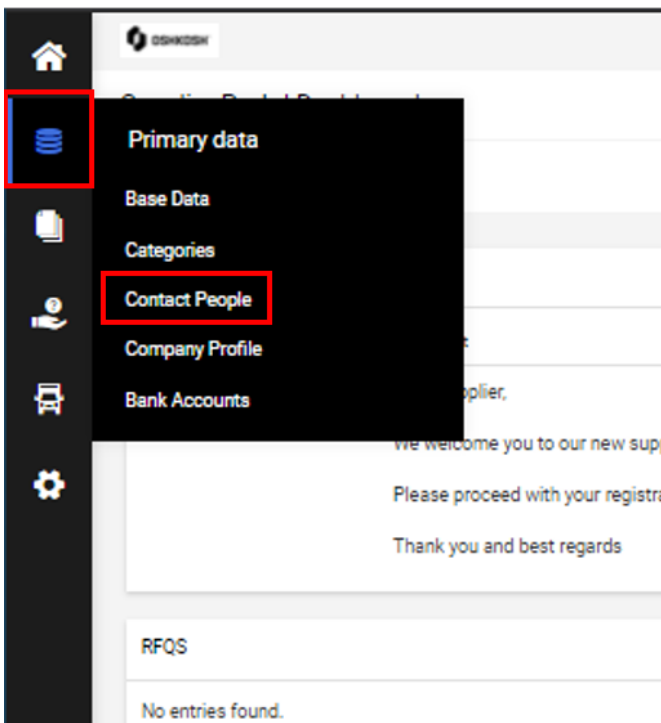 OSHKOSH
Primary data
Base Data
Categories
Contact People
Company Profile
Bank Accounts
We welcome you to our new supp
Please proceed with your registra
Thank you and best regards
RFQS
No entries found.